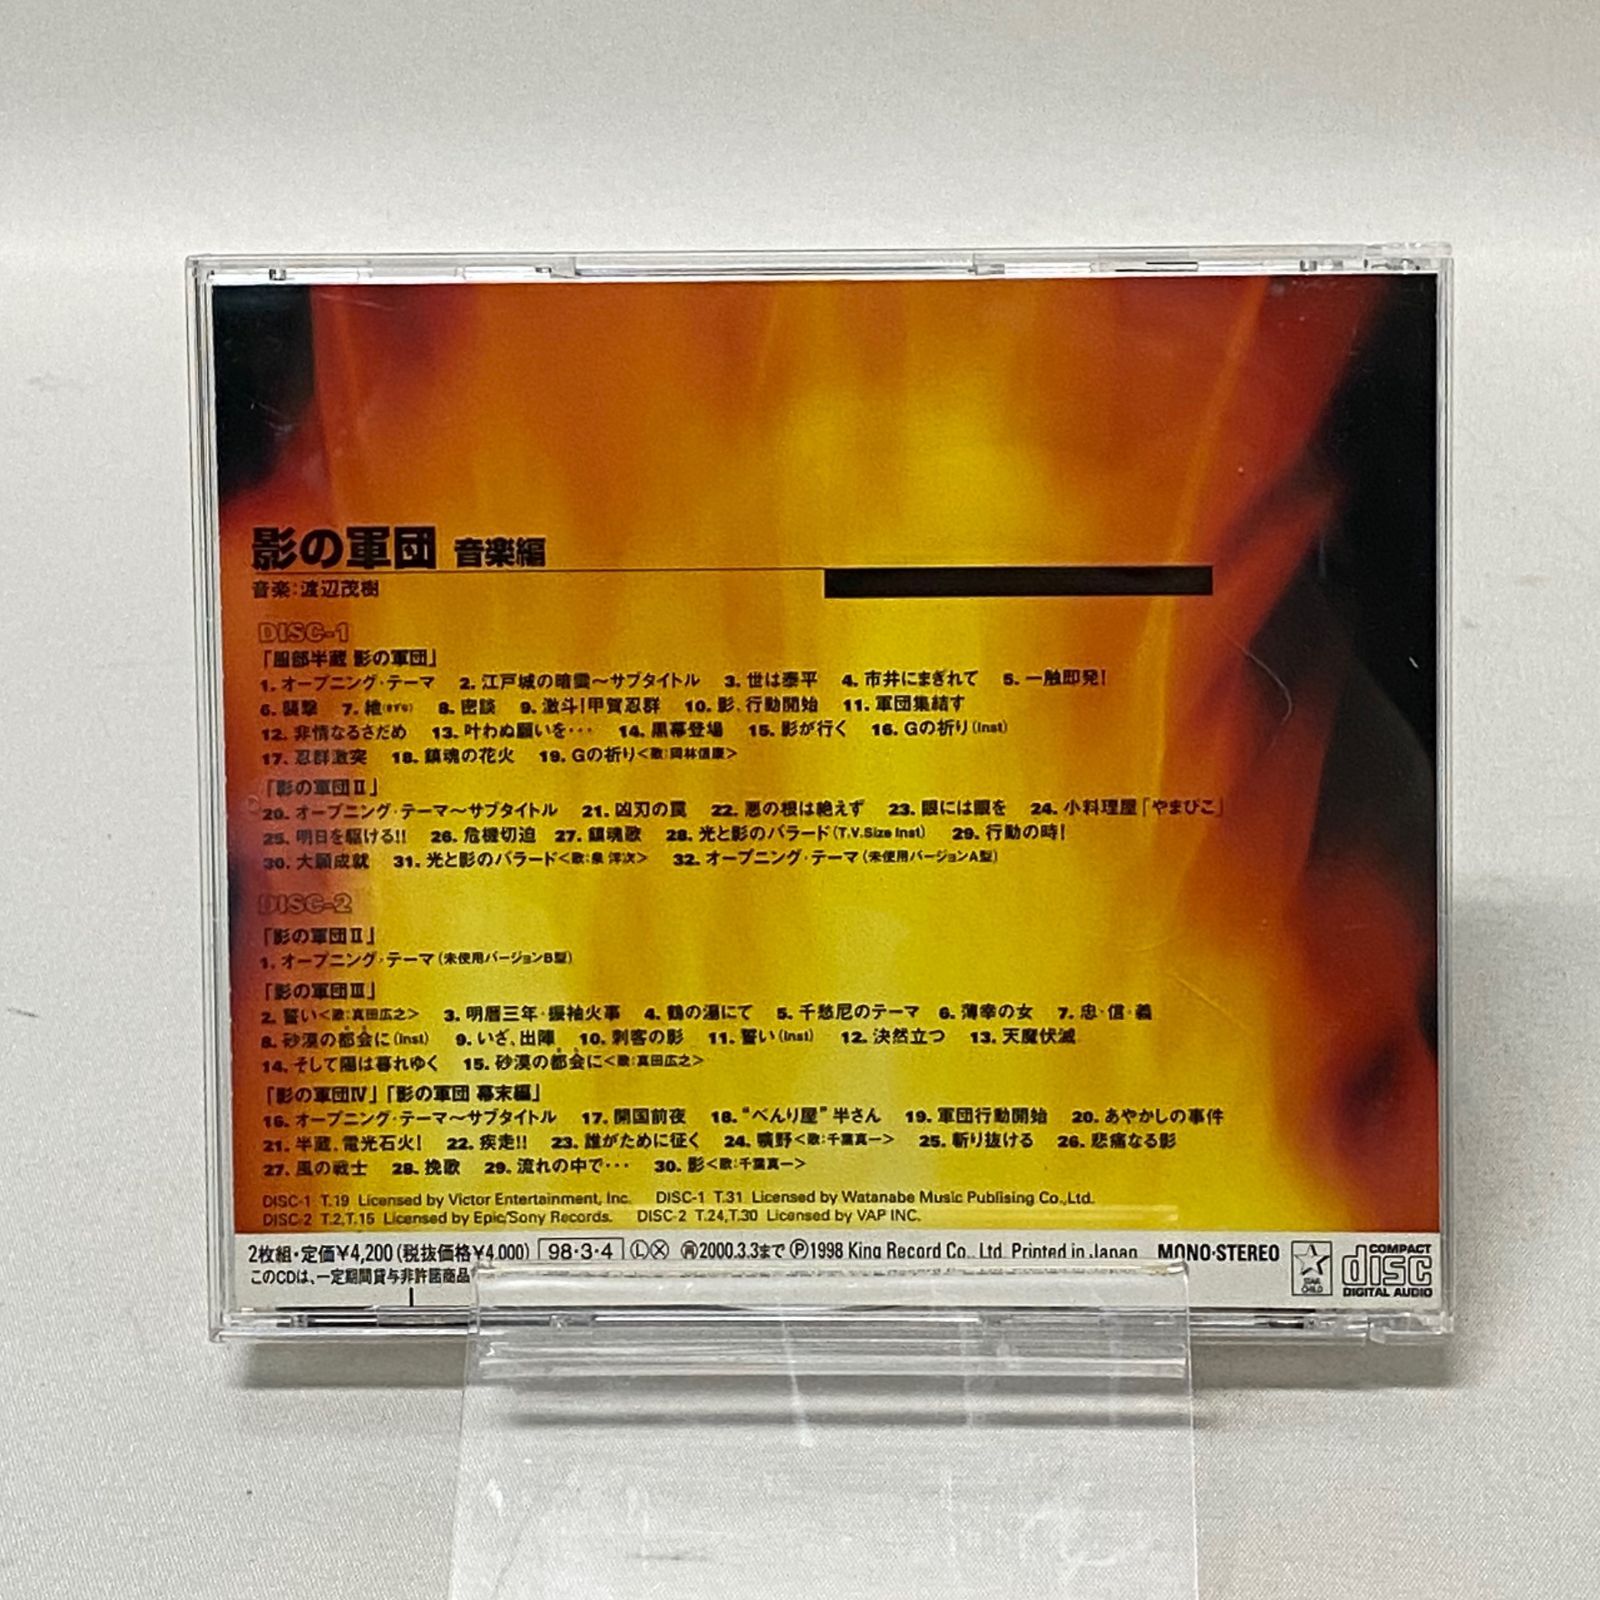 影の軍団 音楽編
音楽:渡辺茂樹
DISC-1
「服部半蔵 影の軍団」
1. オープニング・テーマ 2. 江戸城の暗雲～サブタイトル 3. 世は泰平 4. 市井にまぎれて 5. 一触即発!
6. 襲撃 7. 絆(きずな) 8. 密談 9. 激斗!甲賀忍群 10. 影、行動開始 11. 軍団集結す
12. 非情なるさだめ 13. 叶わぬ願いを… 14. 黒幕登場 15. 影が行く 16. Gの祈り(Inst)
17. 忍群激突 18. 鎮魂の花火 19. Gの祈り<歌:岡林信康>
「影の軍団Ⅱ」
20. オープニング・テーマ～サブタイトル 21. 凶刃の罠 22. 悪の根は絶えず 23. 眼には眼を 24. 小料理屋「やまびこ」
25. 明日を駆ける!! 26. 危機切迫 27. 鎮魂歌 28. 光と影のバラード(T.V.Size Inst) 29. 行動の時!
30. 大願成就 31. 光と影のバラード<歌:泉 洋次> 32. オープニング・テーマ(未使用バージョンA型)
DISC-2
「影の軍団Ⅱ」
1. オープニング・テーマ(未使用バージョンB型)
「影の軍団Ⅲ」
2. 誓い<歌:真田広之> 3. 明暦三年・振袖火事 4. 鶴の湯にて 5. 千愁尼のテーマ 6. 薄幸の女 7. 忠・信・義
8. 砂漠の都会に(Inst) 9. いざ、出陣 10. 刺客の影 11. 誓い(Inst) 12. 決然立つ 13. 天魔伏滅
14. そして陽は暮れゆく 15. 砂漠の都会に<歌:真田広之>
「影の軍団Ⅳ」「影の軍団 幕末編」
16. オープニング・テーマ～サブタイトル 17. 開国前夜 18. “べんり屋”半さん 19. 軍団行動開始 20. あやかしの事件
21. 半蔵、電光石火! 22. 疾走!! 23. 誰がために征く 24. 曠野<歌:千葉真一> 25. 斬り抜ける 26. 悲痛なる影
27. 風の戦士 28. 挽歌 29. 流れの中で… 30. 影<歌:千葉真一>
DISC-1 T.19 Licensed by Victor Entertainment, Inc. DISC-1 T.31 Licensed by Watanabe Music Publising Co.,Ltd.
DISC-2 T.2,T.15 Licensed by Epic/Sony Records. DISC-2 T.24,T.30 Licensed by VAP INC.
2枚組・定価¥4,200(税抜価格¥4,000) 98・3・4 Ⓛ Ⓧ ㋮2000.3.3まで Ⓟ1998 King Record Co., Ltd. Printed in Japan MONO・STEREO
このCDは、一定期間貸与非許諾商品
STAR CHILD
COMPACT disc DIGITAL AUDIO